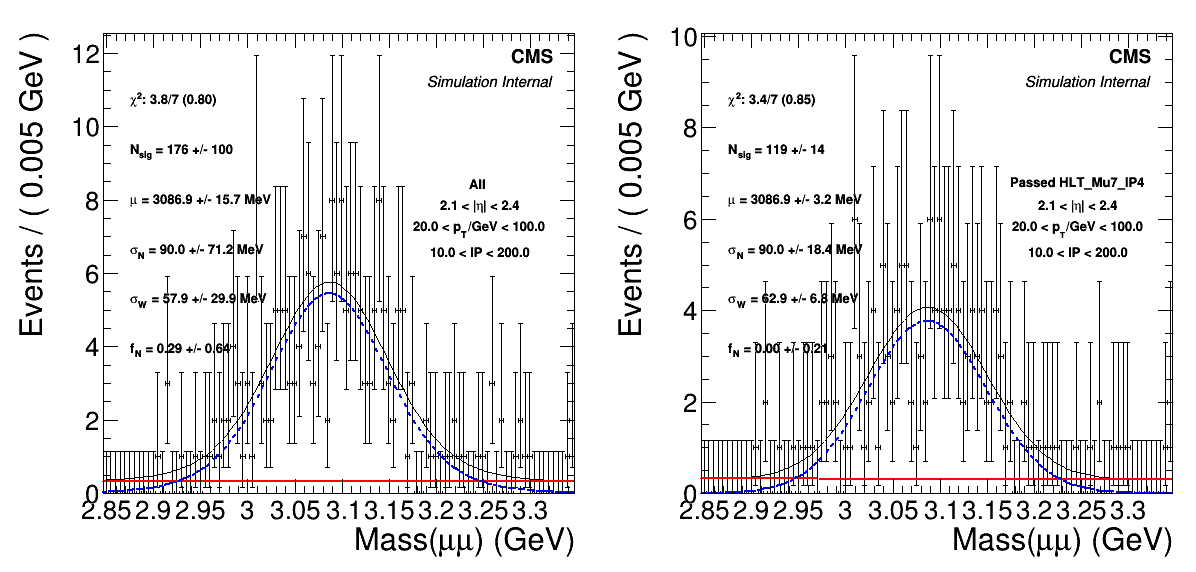 CMS
Simulation Internal
χ²: 3.8/7 (0.80)
N_sig = 176 +/- 100
μ = 3086.9 +/- 15.7 MeV
σ_N = 90.0 +/- 71.2 MeV
σ_W = 57.9 +/- 29.9 MeV
f_N = 0.29 +/- 0.64
All
2.1 < |η| < 2.4
20.0 < p_T/GeV < 100.0
10.0 < IP < 200.0
Events / ( 0.005 GeV )
12
10
8
6
4
2
0
2.85 2.9 2.95 3 3.05 3.1 3.15 3.2 3.25 3.3
Mass(μμ) (GeV)
CMS
Simulation Internal
χ²: 3.4/7 (0.85)
N_sig = 119 +/- 14
μ = 3086.9 +/- 3.2 MeV
σ_N = 90.0 +/- 18.4 MeV
σ_W = 62.9 +/- 6.8 MeV
f_N = 0.00 +/- 0.21
Passed HLT_Mu7_IP4
2.1 < |η| < 2.4
20.0 < p_T/GeV < 100.0
10.0 < IP < 200.0
Events / ( 0.005 GeV )
10
8
6
4
2
0
2.85 2.9 2.95 3 3.05 3.1 3.15 3.2 3.25 3.3
Mass(μμ) (GeV)